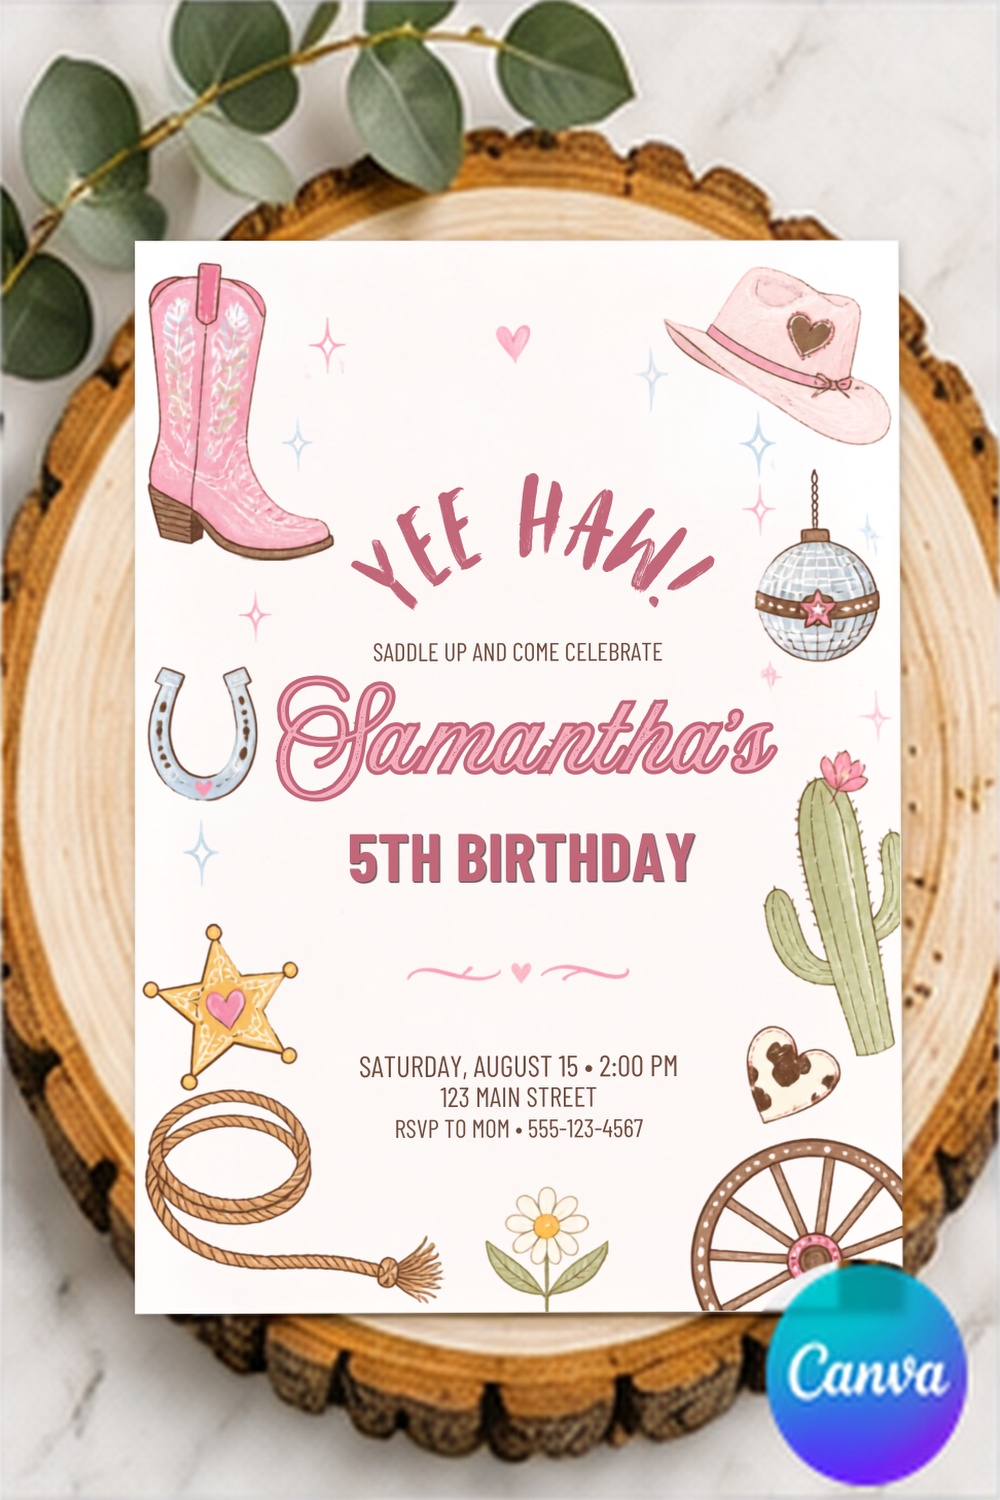 YEE HAW!
SADDLE UP AND COME CELEBRATE
Samantha's
5TH BIRTHDAY
SATURDAY, AUGUST 15 • 2:00 PM
123 MAIN STREET
RSVP TO MOM • 555-123-4567
Canva